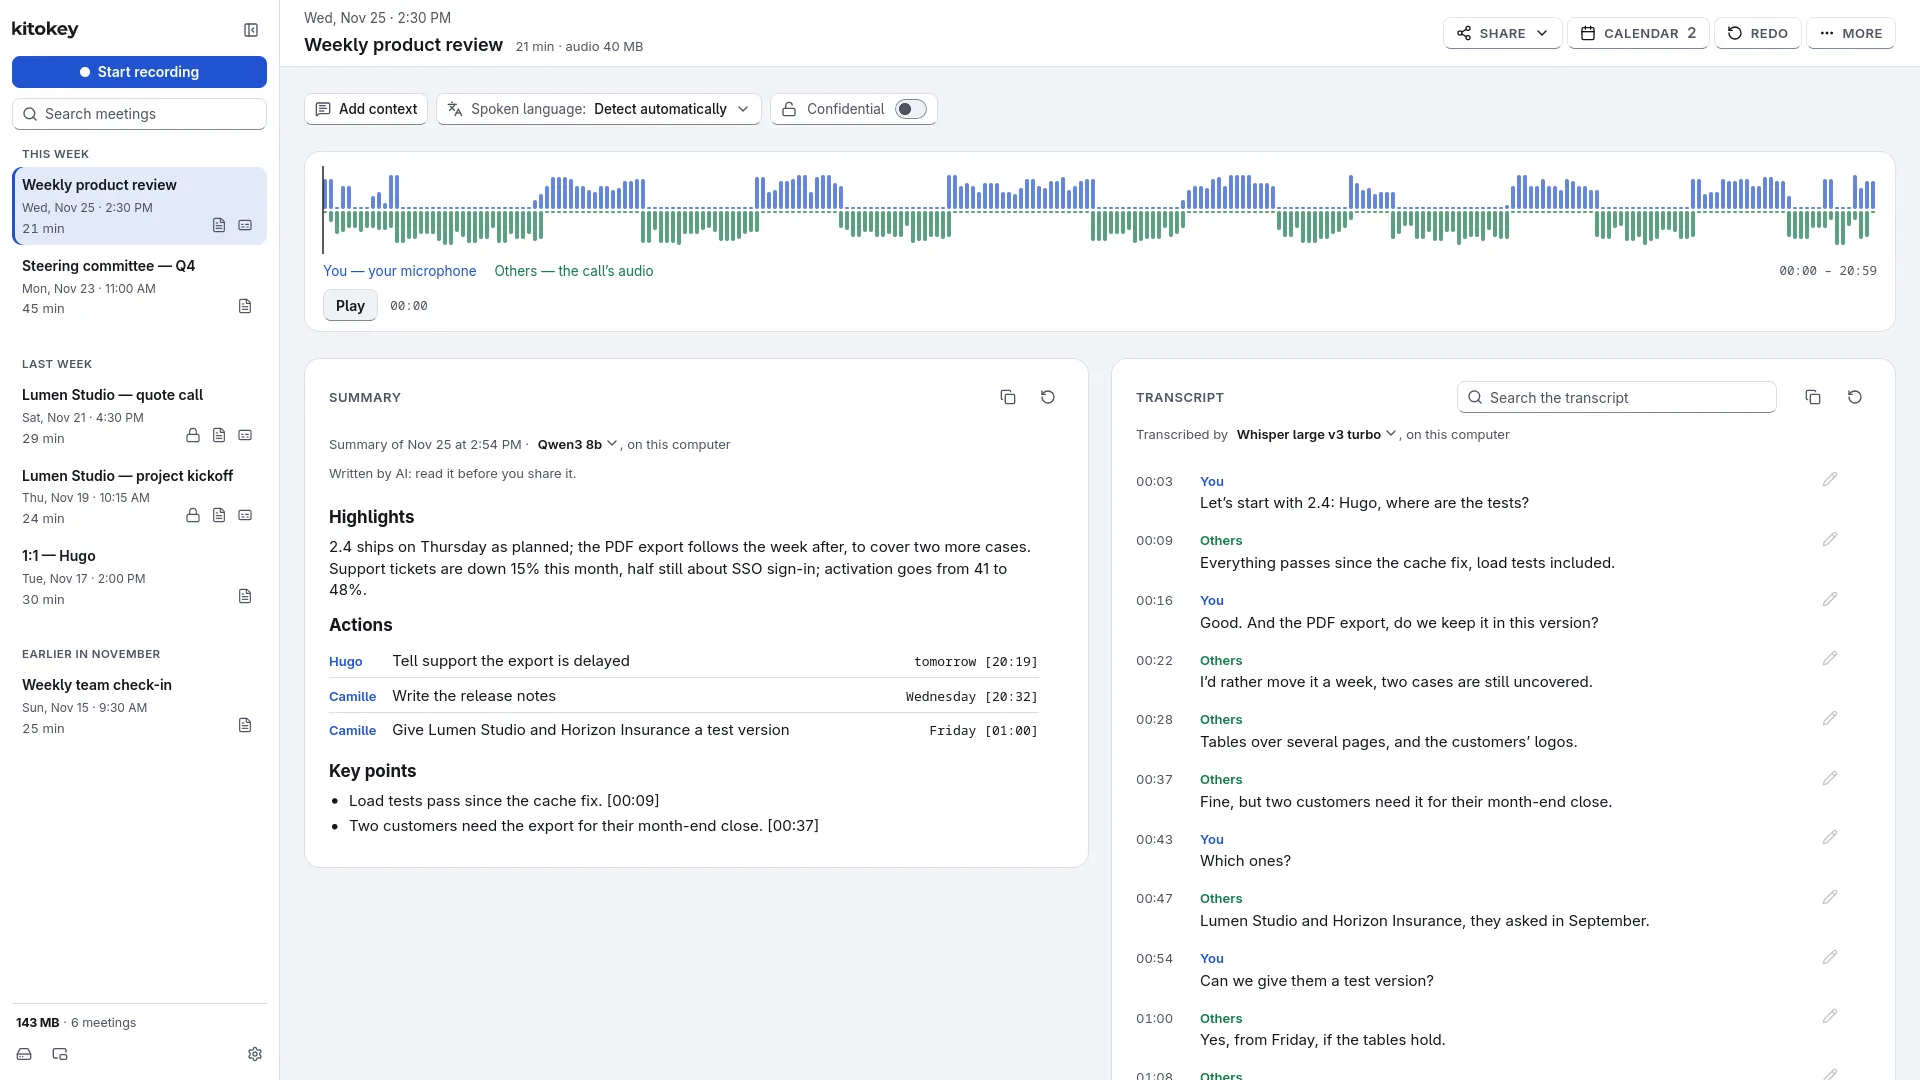 kitokey
Start recording
Search meetings
THIS WEEK
Weekly product review
Wed, Nov 25 · 2:30 PM
21 min
Steering committee — Q4
Mon, Nov 23 · 11:00 AM
45 min
LAST WEEK
Lumen Studio — quote call
Sat, Nov 21 · 4:30 PM
29 min
Lumen Studio — project kickoff
Thu, Nov 19 · 10:15 AM
24 min
1:1 — Hugo
Tue, Nov 17 · 2:00 PM
30 min
EARLIER IN NOVEMBER
Weekly team check-in
Sun, Nov 15 · 9:30 AM
25 min
143 MB · 6 meetings
Wed, Nov 25 · 2:30 PM
Weekly product review 21 min · audio 40 MB
SHARE
CALENDAR 2
REDO
MORE
Add context
Spoken language: Detect automatically
Confidential
You — your microphone Others — the call’s audio
00:00 – 20:59
Play 00:00
SUMMARY
Summary of Nov 25 at 2:54 PM · Qwen3 8b , on this computer
Written by AI: read it before you share it.
Highlights
2.4 ships on Thursday as planned; the PDF export follows the week after, to cover two more cases.
Support tickets are down 15% this month, half still about SSO sign-in; activation goes from 41 to
48%.
Actions
Hugo Tell support the export is delayed tomorrow [20:19]
Camille Write the release notes Wednesday [20:32]
Camille Give Lumen Studio and Horizon Insurance a test version Friday [01:00]
Key points
• Load tests pass since the cache fix. [00:09]
• Two customers need the export for their month-end close. [00:37]
TRANSCRIPT
Search the transcript
Transcribed by Whisper large v3 turbo , on this computer
00:03 You
Let’s start with 2.4: Hugo, where are the tests?
00:09 Others
Everything passes since the cache fix, load tests included.
00:16 You
Good. And the PDF export, do we keep it in this version?
00:22 Others
I’d rather move it a week, two cases are still uncovered.
00:28 Others
Tables over several pages, and the customers’ logos.
00:37 Others
Fine, but two customers need it for their month-end close.
00:43 You
Which ones?
00:47 Others
Lumen Studio and Horizon Insurance, they asked in September.
00:54 You
Can we give them a test version?
01:00 Others
Yes, from Friday, if the tables hold.
01:08 Others